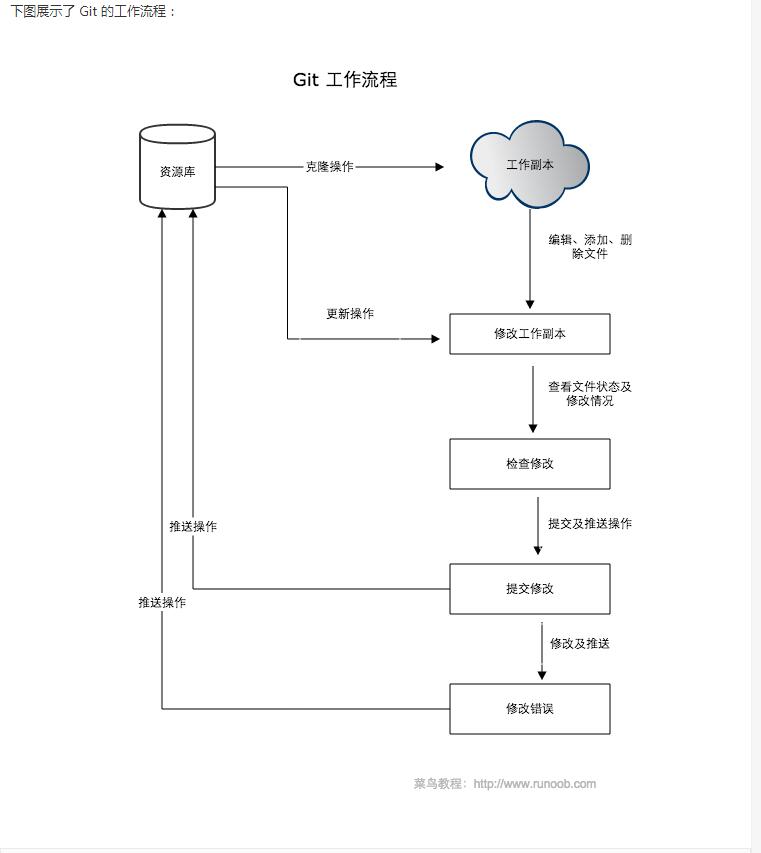 下图展示了 Git 的工作流程：
Git 工作流程
资源库
克隆操作
工作副本
编辑、添加、删
除文件
更新操作
修改工作副本
查看文件状态及
修改情况
检查修改
推送操作
提交及推送操作
提交修改
推送操作
修改及推送
修改错误
菜鸟教程：http://www.runoob.com